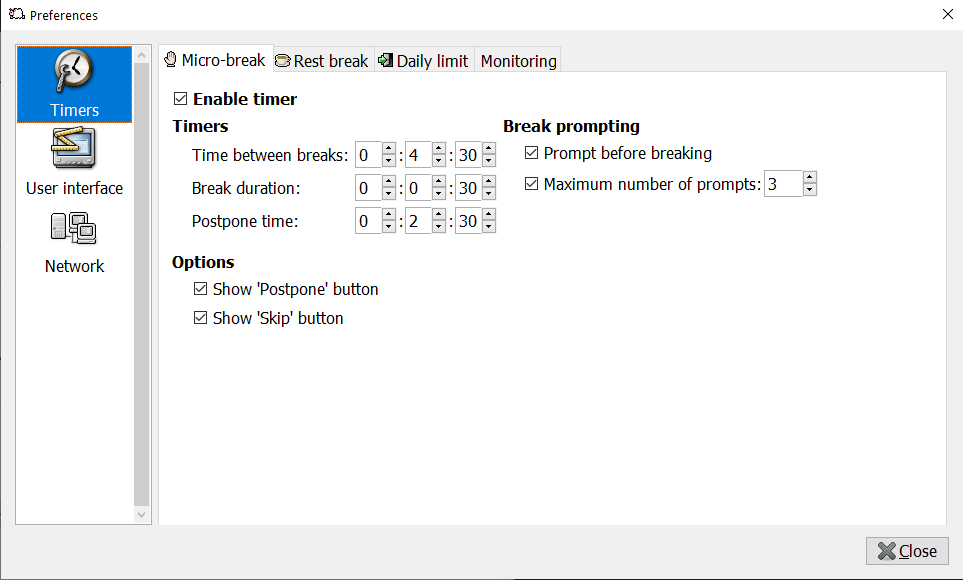 Preferences
Timers
User interface
Network
Micro-break Rest break Daily limit Monitoring
Enable timer
Timers
Time between breaks: 0 : 4 : 30
Break duration: 0 : 0 : 30
Postpone time: 0 : 2 : 30
Break prompting
Prompt before breaking
Maximum number of prompts: 3
Options
Show 'Postpone' button
Show 'Skip' button
Close